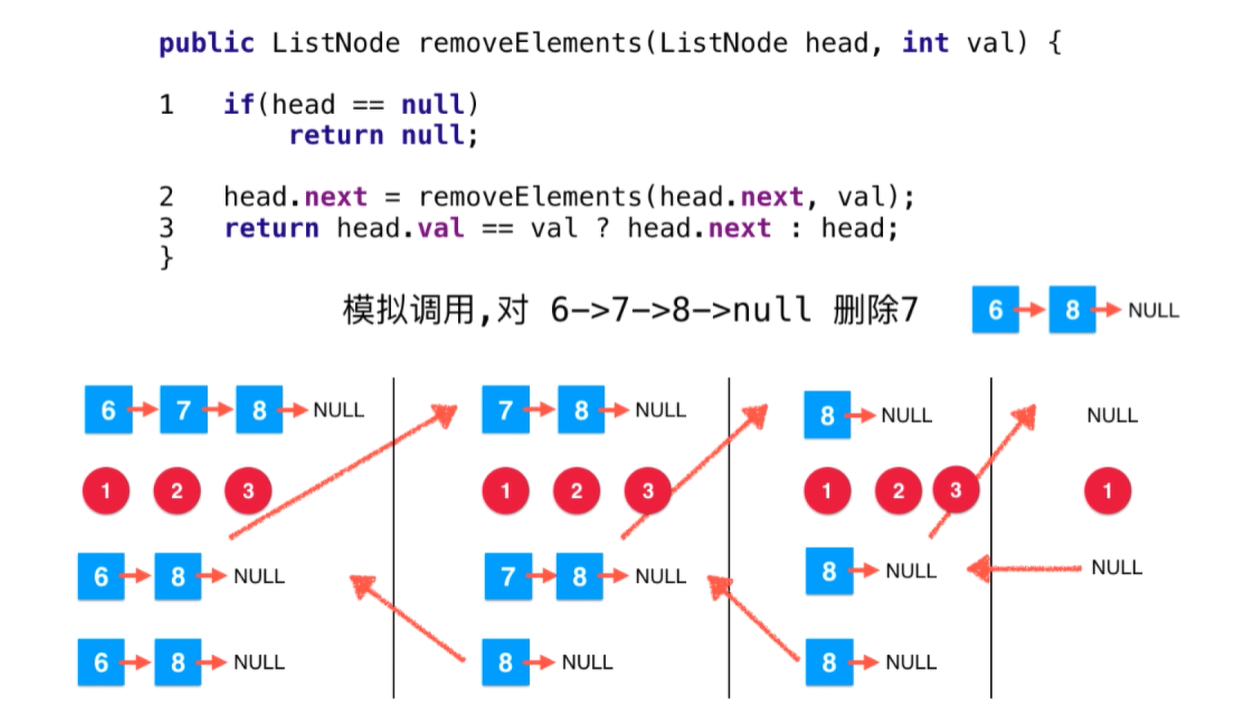 public ListNode removeElements(ListNode head, int val) {
1 if(head == null)
return null;
2 head.next = removeElements(head.next, val);
3 return head.val == val ? head.next : head;
}
模拟调用,对 6->7->8->null 删除7
6 8 NULL
6 7 8 NULL
7 8 NULL
8 NULL
NULL
1 2 3
1 2 3
1 2 3
1
6 8 NULL
7 8 NULL
8 NULL
NULL
6 8 NULL
8 NULL
8 NULL